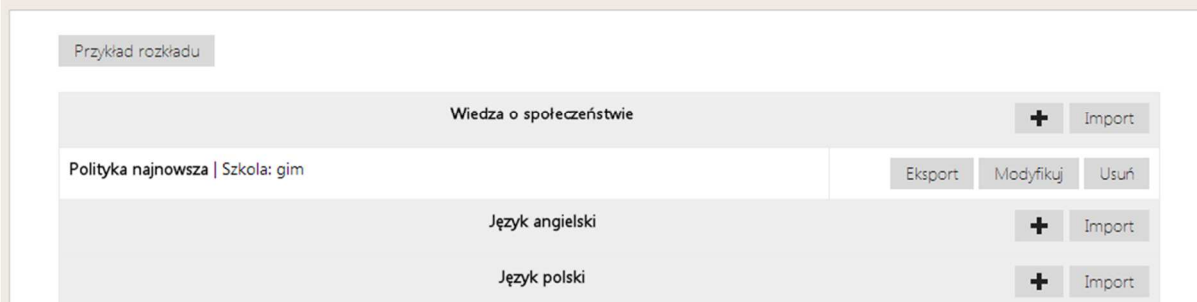 Przykład rozkładu
Wiedza o społeczeństwie + Import
Polityka najnowsza | Szkola: gim Eksport Modyfikuj Usuń
Język angielski + Import
Język polski + Import